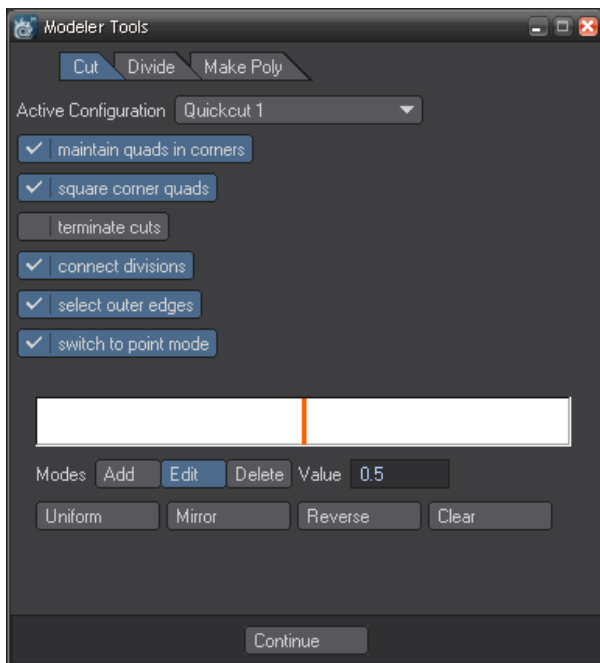 Modeler Tools
Cut Divide Make Poly
Active Configuration Quickcut 1
maintain quads in corners
square corner quads
terminate cuts
connect divisions
select outer edges
switch to point mode
Modes Add Edit Delete Value 0.5
Uniform Mirror Reverse Clear
Continue